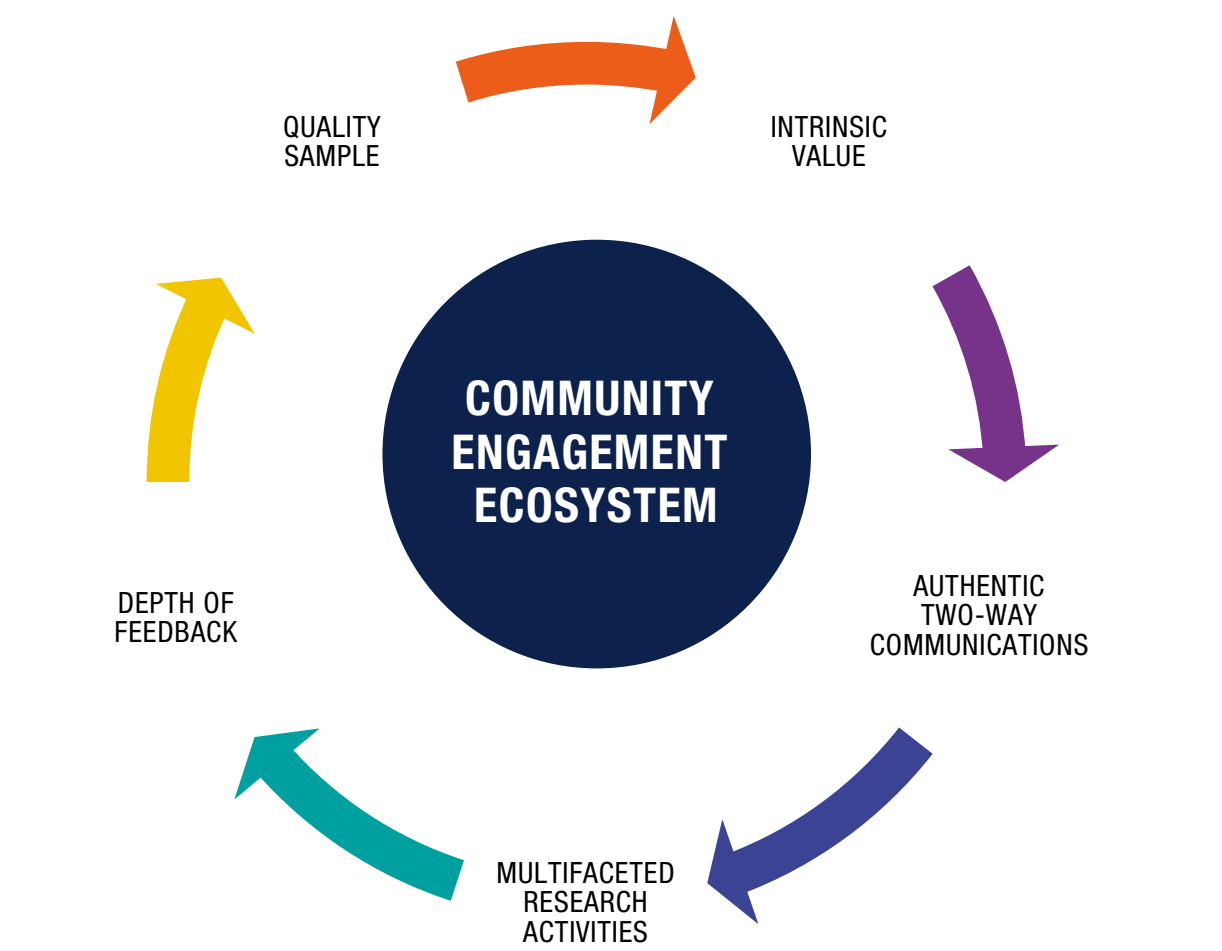 QUALITY
SAMPLE
INTRINSIC
VALUE
COMMUNITY
ENGAGEMENT
ECOSYSTEM
AUTHENTIC
TWO-WAY
COMMUNICATIONS
DEPTH OF
FEEDBACK
MULTIFACETED
RESEARCH
ACTIVITIES